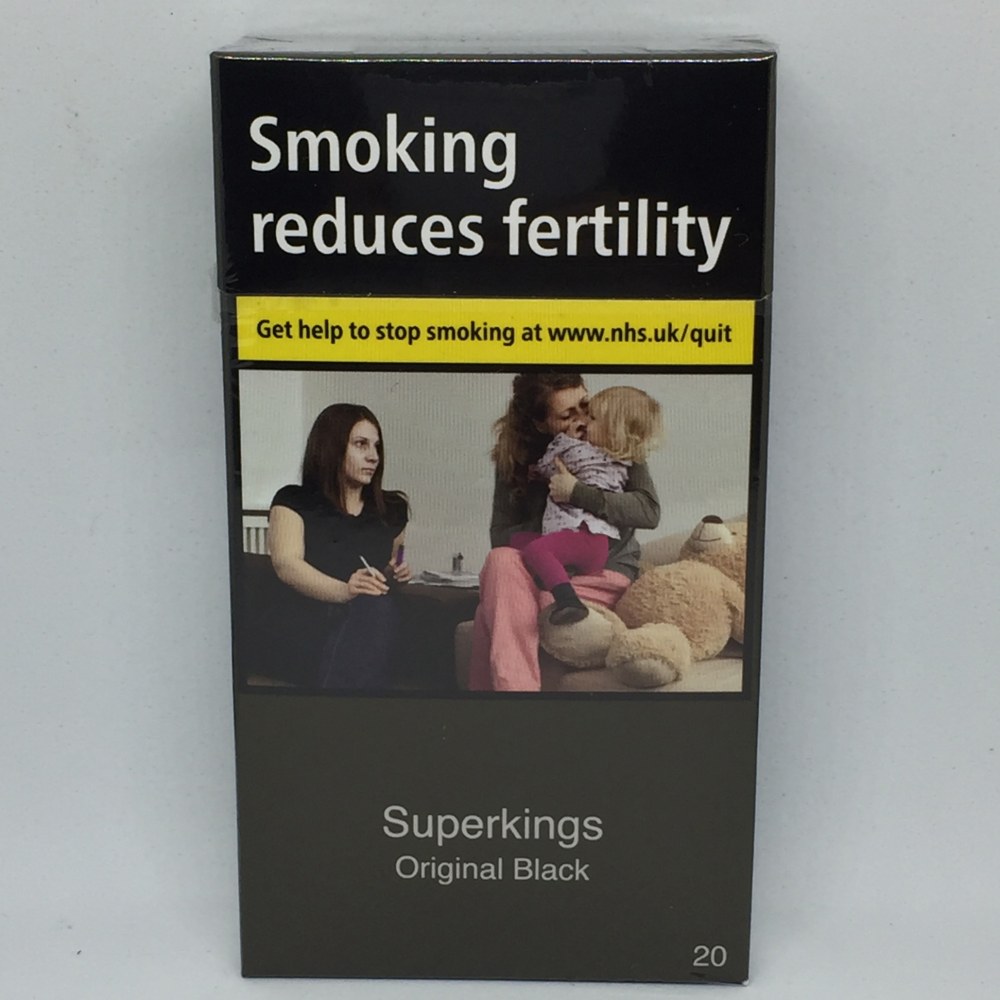 Smoking
reduces fertility
Get help to stop smoking at www.nhs.uk/quit
Superkings
Original Black
20